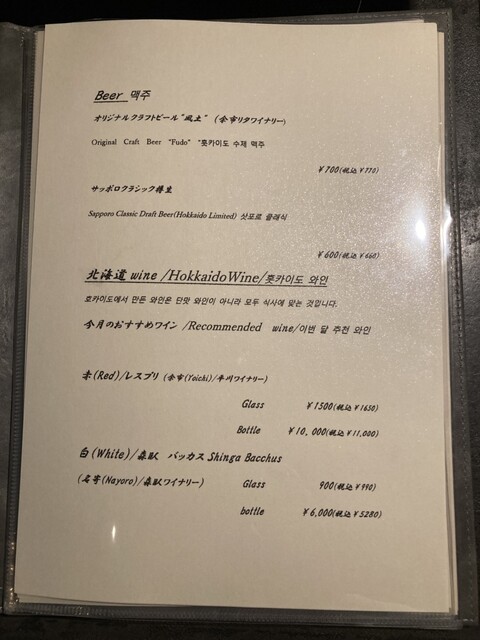 Beer 맥주
オリジナルクラフトビール"風土" (余市リタワイナリー)
Original Craft Beer "Fudo" "홋카이도 수제 맥주
¥700(税込¥770)
サッポロクラシック樽生
Sapporo Classic Draft Beer(Hokkaido Limited) 삿포로 클래식
¥600(税込¥660)
北海道 wine /HokkaidoWine/홋카이도 와인
호카이도에서 만든 와인은 단맛 와인이 아니라 모두 식사에 맞는 것입니다.
今月のおすすめワイン /Recommended wine/이번 달 추천 와인
赤(Red)/レスプリ (余市(Yoichi)/平川ワイナリー)
Glass ¥1500(税込¥1650)
Bottle ¥10,000(税込¥11,000)
白(White)/森臥 バッカス Shinga Bacchus
(名寄(Nayoro)/森臥ワイナリー) Glass 900(税込¥990)
bottle ¥6,000(税込¥5280)